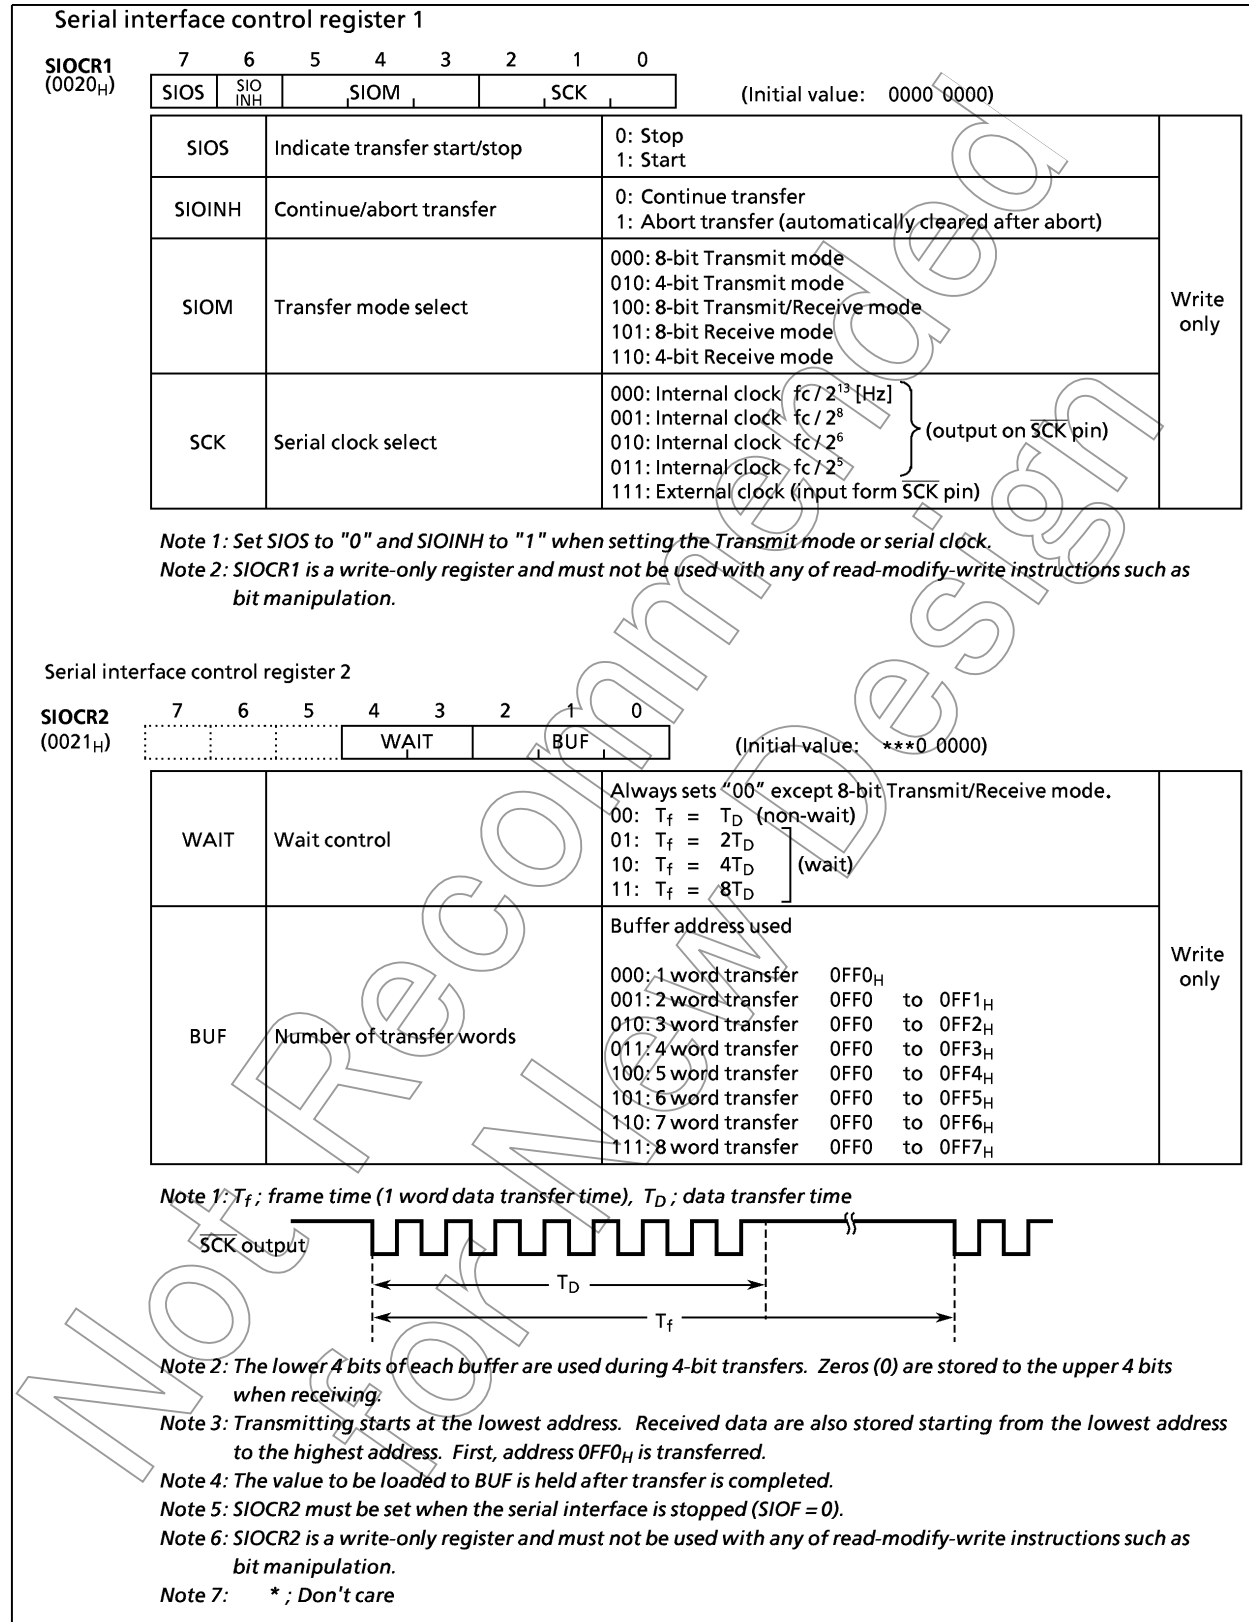 Serial interface control register 1
7 6 5 4 3 2 1 0
SIOCR1
(0020H)
SIOS SIO INH SIOM SCK (Initial value: 0000 0000)
SIOS Indicate transfer start/stop 0: Stop
1: Start
SIOINH Continue/abort transfer 0: Continue transfer
1: Abort transfer (automatically cleared after abort)
SIOM Transfer mode select 000: 8-bit Transmit mode
010: 4-bit Transmit mode
100: 8-bit Transmit/Receive mode
101: 8-bit Receive mode
110: 4-bit Receive mode
Write only
SCK Serial clock select 000: Internal clock fc / 2¹³ [Hz]
001: Internal clock fc / 2⁸
010: Internal clock fc / 2⁶
011: Internal clock fc / 2⁵
(output on SCK pin)
111: External clock (input form SCK pin)
Note 1: Set SIOS to "0" and SIOINH to "1" when setting the Transmit mode or serial clock.
Note 2: SIOCR1 is a write-only register and must not be used with any of read-modify-write instructions such as
bit manipulation.
Serial interface control register 2
7 6 5 4 3 2 1 0
SIOCR2
(0021H)
WAIT BUF (Initial value: ***0 0000)
WAIT Wait control Always sets "00" except 8-bit Transmit/Receive mode.
00: Tf = TD (non-wait)
01: Tf = 2TD
10: Tf = 4TD (wait)
11: Tf = 8TD
BUF Number of transfer words Buffer address used
000: 1 word transfer 0FF0H
001: 2 word transfer 0FF0 to 0FF1H
010: 3 word transfer 0FF0 to 0FF2H
011: 4 word transfer 0FF0 to 0FF3H
100: 5 word transfer 0FF0 to 0FF4H
101: 6 word transfer 0FF0 to 0FF5H
110: 7 word transfer 0FF0 to 0FF6H
111: 8 word transfer 0FF0 to 0FF7H
Write only
Note 1: Tf ; frame time (1 word data transfer time), TD ; data transfer time
SCK output
TD
Tf
Note 2: The lower 4 bits of each buffer are used during 4-bit transfers. Zeros (0) are stored to the upper 4 bits
when receiving.
Note 3: Transmitting starts at the lowest address. Received data are also stored starting from the lowest address
to the highest address. First, address 0FF0H is transferred.
Note 4: The value to be loaded to BUF is held after transfer is completed.
Note 5: SIOCR2 must be set when the serial interface is stopped (SIOF = 0).
Note 6: SIOCR2 is a write-only register and must not be used with any of read-modify-write instructions such as
bit manipulation.
Note 7: * ; Don't care
Not Recommended
for New Design